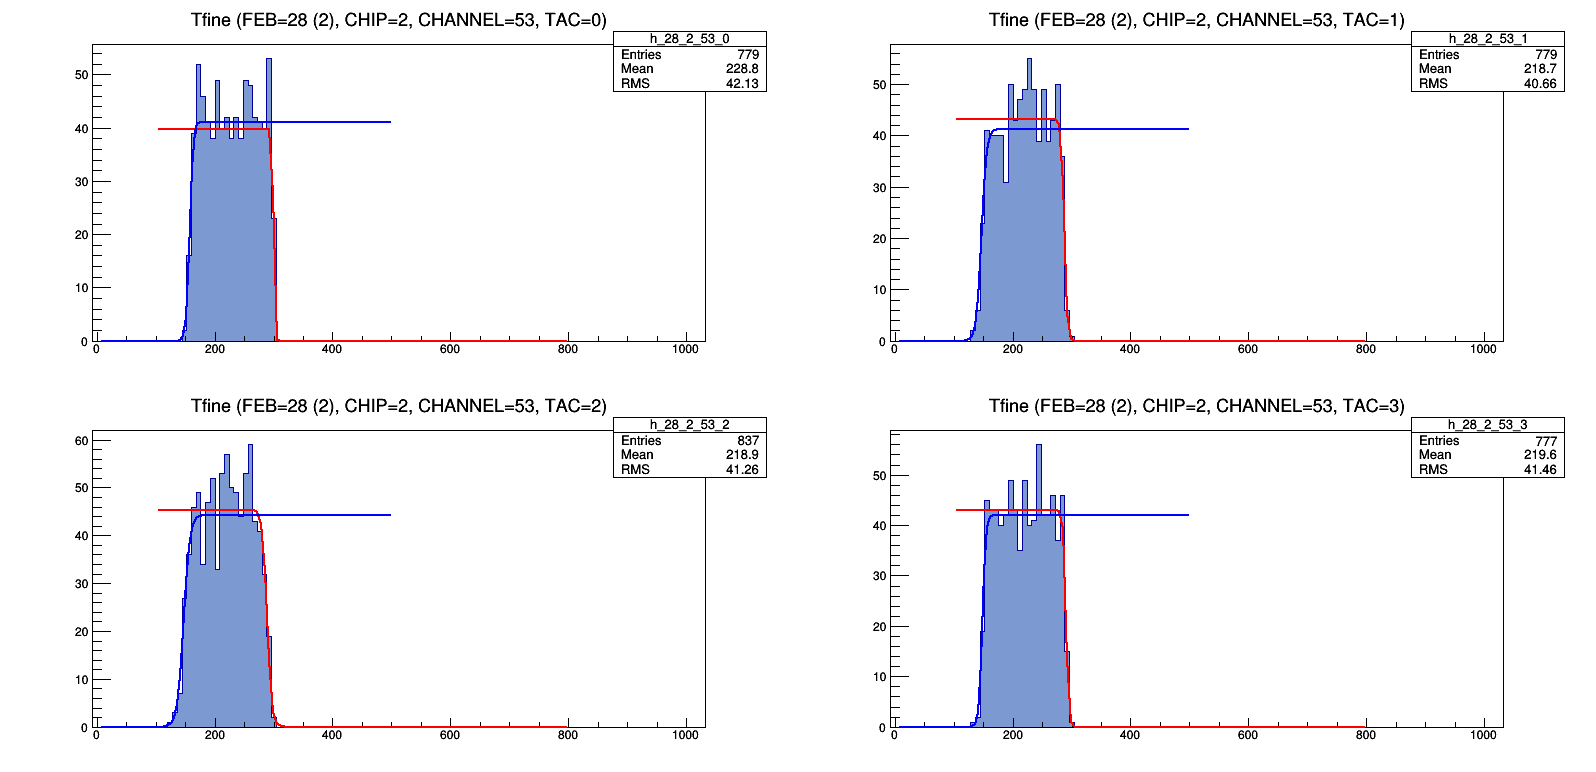 Tfine (FEB=28 (2), CHIP=2, CHANNEL=53, TAC=0)
h_28_2_53_0
Entries 779
Mean 228.8
RMS 42.13
50
40
30
20
10
0
0 200 400 600 800 1000
Tfine (FEB=28 (2), CHIP=2, CHANNEL=53, TAC=1)
h_28_2_53_1
Entries 779
Mean 218.7
RMS 40.66
50
40
30
20
10
0
0 200 400 600 800 1000
Tfine (FEB=28 (2), CHIP=2, CHANNEL=53, TAC=2)
h_28_2_53_2
Entries 837
Mean 218.9
RMS 41.26
60
50
40
30
20
10
0
0 200 400 600 800 1000
Tfine (FEB=28 (2), CHIP=2, CHANNEL=53, TAC=3)
h_28_2_53_3
Entries 777
Mean 219.6
RMS 41.46
50
40
30
20
10
0
0 200 400 600 800 1000